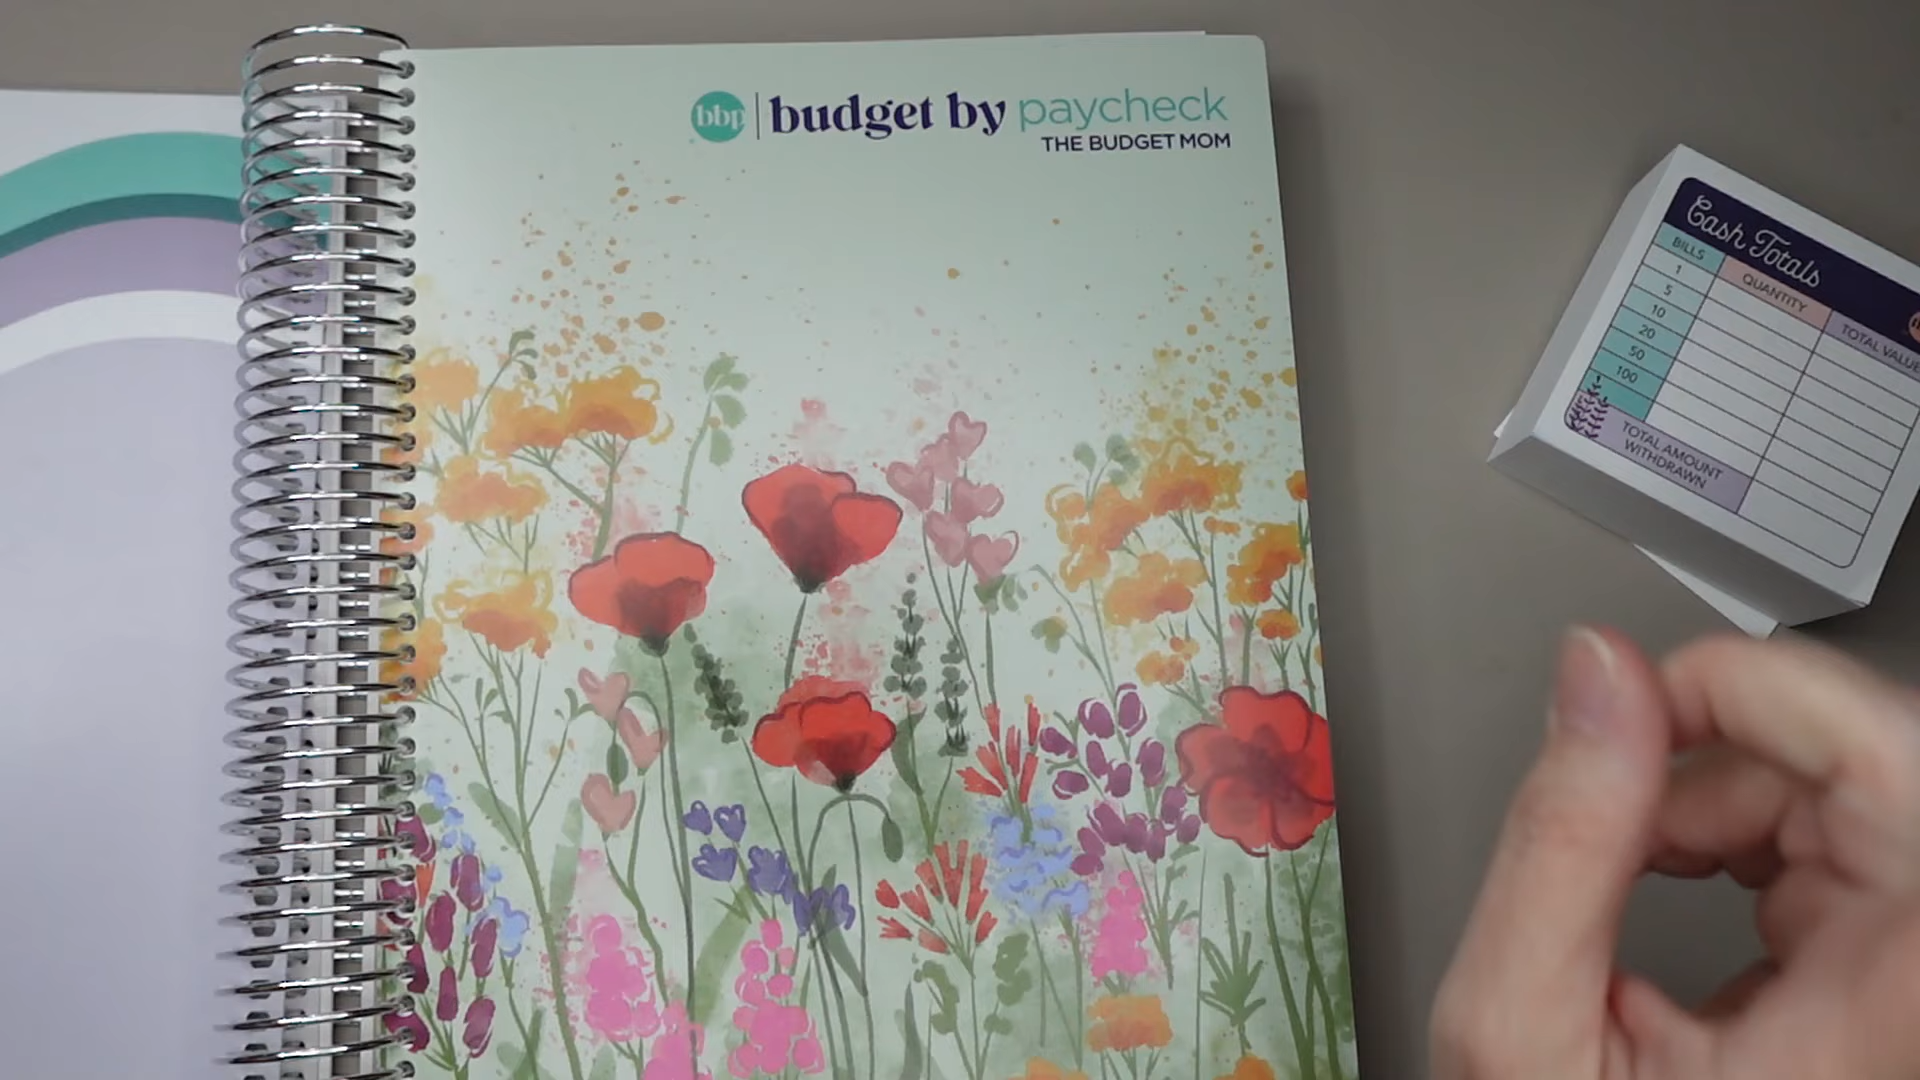 bbp | budget by paycheck
THE BUDGET MOM
Cash Totals
BILLS QUANTITY TOTAL VALUE
1
5
10
20
50
100
TOTAL AMOUNT
WITHDRAWN